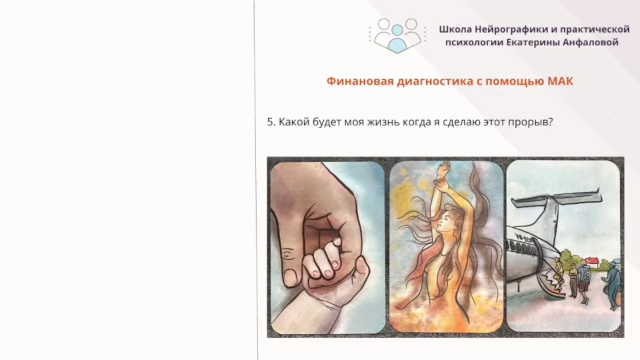 Школа Нейрографики и практической
психологии Екатерины Анфаловой
Финановая диагностика с помощью МАК
5. Какой будет моя жизнь когда я сделаю этот прорыв?